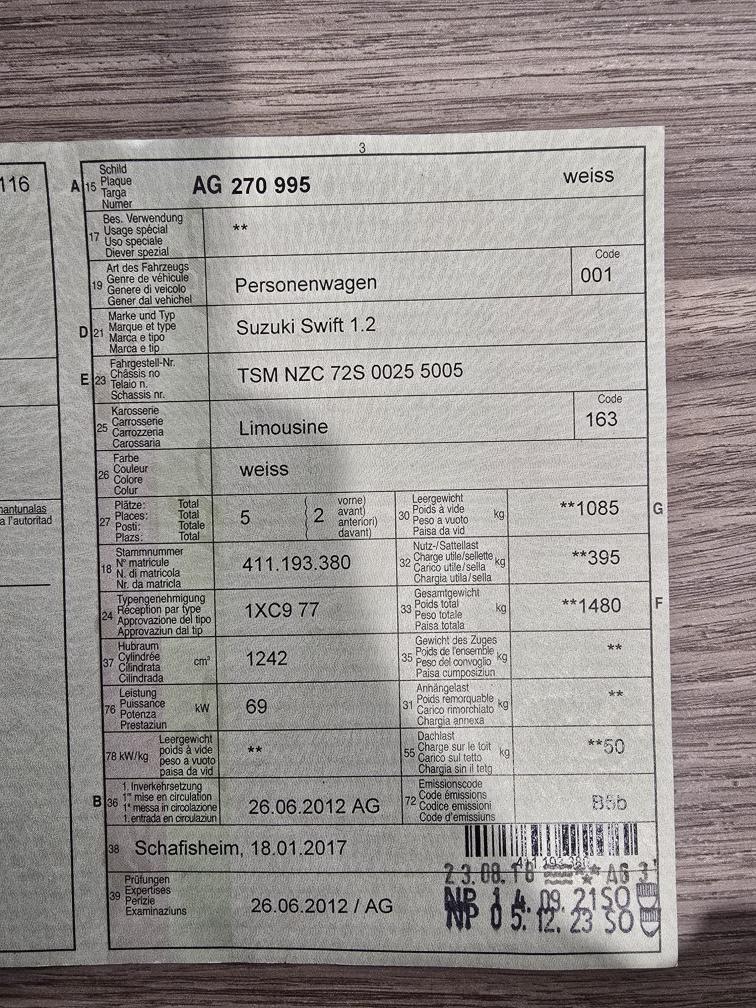 3
116
A 15 Schild
Plaque
Targa
Numer
AG 270 995 weiss
17 Bes. Verwendung
Usage spécial
Uso speciale
Diever spezial
**
19 Art des Fahrzeugs
Genre de véhicule
Genere di veicolo
Gener dal vehichel
Personenwagen
Code
001
D 21 Marke und Typ
Marque et type
Marca e tipo
Marca e tip
Suzuki Swift 1.2
E 23 Fahrgestell-Nr.
Châssis no
Telaio n.
Schassis nr.
TSM NZC 72S 0025 5005
25 Karosserie
Carrosserie
Carrozzeria
Carossaria
Limousine
Code
163
26 Farbe
Couleur
Colore
Colur
weiss
mantunalas
a l'autoritad
27 Plätze: Total
Places: Total
Posti: Totale
Plazs: Total
5 ( 2 vorne)
avant)
anteriori)
davant)
30 Leergewicht
Poids à vide
Peso a vuoto
Paisa da vid
kg
**1085 G
18 Stammnummer
N° matricule
N. di matricola
Nr. da matricla
411.193.380
32 Nutz-/Sattellast
Charge utile/sellette
Carico utile/sella
Chargia utila/sella
kg
**395
24 Typengenehmigung
Réception par type
Approvazione del tipo
Approvaziun dal tip
1XC9 77
33 Gesamtgewicht
Poids total
Peso totale
Paisa totala
kg
**1480 F
37 Hubraum
Cylindrée
Cilindrata
Cilindrada
cm³
1242
35 Gewicht des Zuges
Poids de l'ensemble
Peso del convoglio
Paisa cumposiziun
kg
**
76 Leistung
Puissance
Potenza
Prestaziun
kW
69
31 Anhängelast
Poids remorquable
Carico rimorchiato
Chargia annexa
kg
**
78 kW/kg Leergewicht
poids à vide
peso a vuoto
paisa da vid
**
55 Dachlast
Charge sur le toit
Carico sul tetto
Chargia sin il tetg
kg
**50
B 36 1. Inverkehrsetzung
1re mise en circulation
1a messa in circolazione
1. entrada en circulaziun
26.06.2012 AG
72 Emissionscode
Code émissions
Codice emissioni
Code d'emissiuns
B5b
38 Schafisheim, 18.01.2017
39 Prüfungen
Expertises
Perizie
Examinaziuns
26.06.2012 / AG
23.08.18 AG 3
NP 14. 09. 21 SO
NP 05. 12. 23 SO